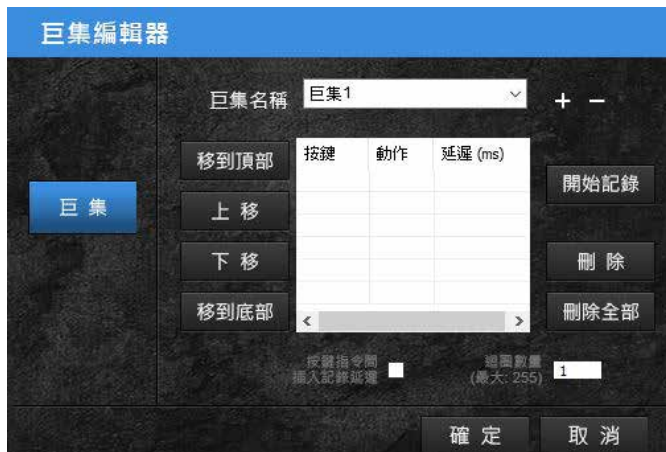 巨集編輯器
巨集名稱 巨集1 + −
移到頂部 按鍵 動作 延遲 (ms)
開始記錄
巨集
上移
下移 刪除
移到底部 刪除全部
按鍵指令間
插入記錄延遲
迴圈數量
(最大: 255) 1
確定 取消